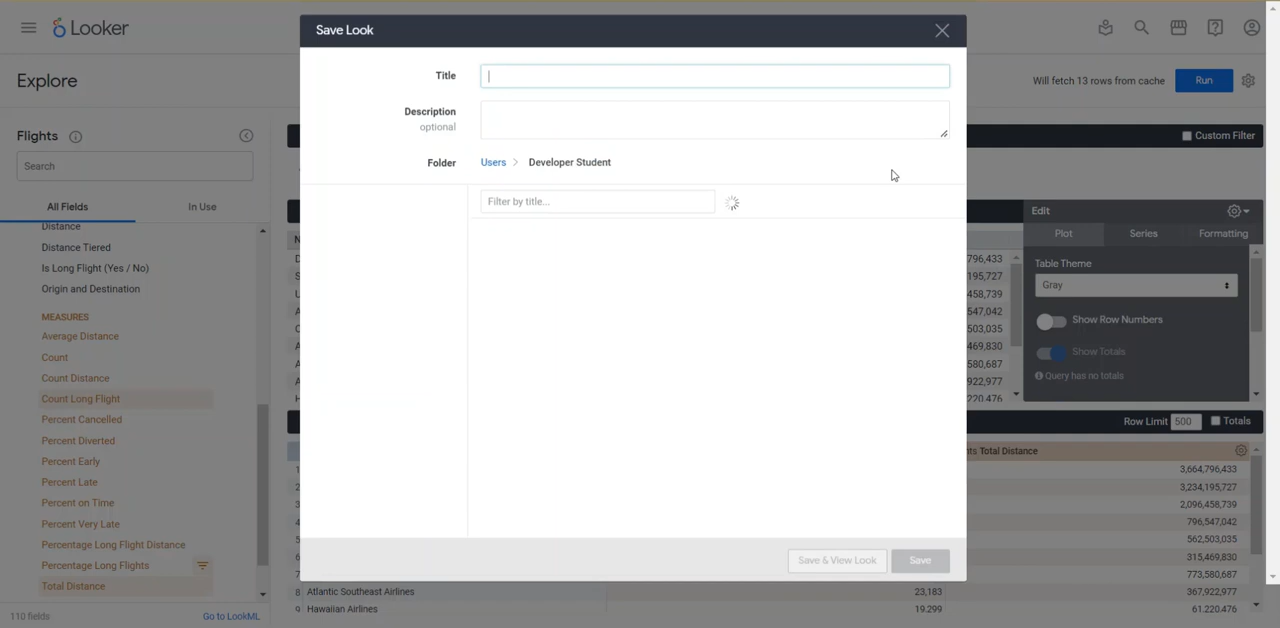 Looker
Save Look
Explore
Will fetch 13 rows from cache
Run
Title
Description
optional
Folder
Users
Developer Student
Filter by title...
Save & View Look
Save
Flights
Search
All Fields
In Use
Distance
Distance Tiered
Is Long Flight (Yes / No)
Origin and Destination
MEASURES
Average Distance
Count
Count Distance
Count Long Flight
Percent Cancelled
Percent Diverted
Percent Early
Percent Late
Percent on Time
Percent Very Late
Percentage Long Flight Distance
Percentage Long Flights
Total Distance
110 fields
Go to LookML
Custom Filter
Edit
Plot
Series
Formatting
Table Theme
Gray
Show Row Numbers
Show Totals
Query has no totals
796,433
195,727
458,739
547,042
503,035
469,830
580,687
922,977
220,476
Row Limit 500
Totals
nts Total Distance
3,664,796,433
3,234,195,727
2,096,458,739
796,547,042
562,503,035
315,469,830
773,580,687
8 Atlantic Southeast Airlines 23,183 367,922,977
9 Hawaiian Airlines 19,299 61,220,476